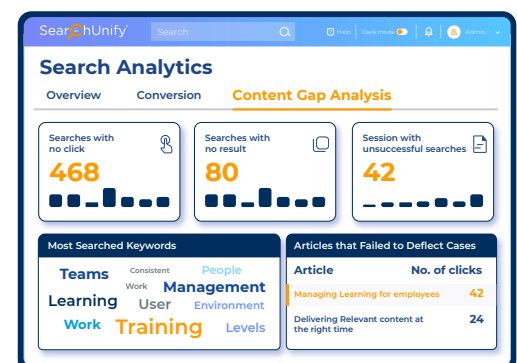 SearchUnify
Search
Help
Dark mode
Admin
Search Analytics
Overview
Conversion
Content Gap Analysis
Searches with
no click
468
Searches with
no result
80
Session with
unsuccessful searches
42
Most Searched Keywords
Teams
Consistent
People
Work
Management
Learning
User
Environment
Work
Training
Levels
Articles that Failed to Deflect Cases
Article
No. of clicks
Managing Learning for employees
42
Delivering Relevant content at
the right time
24